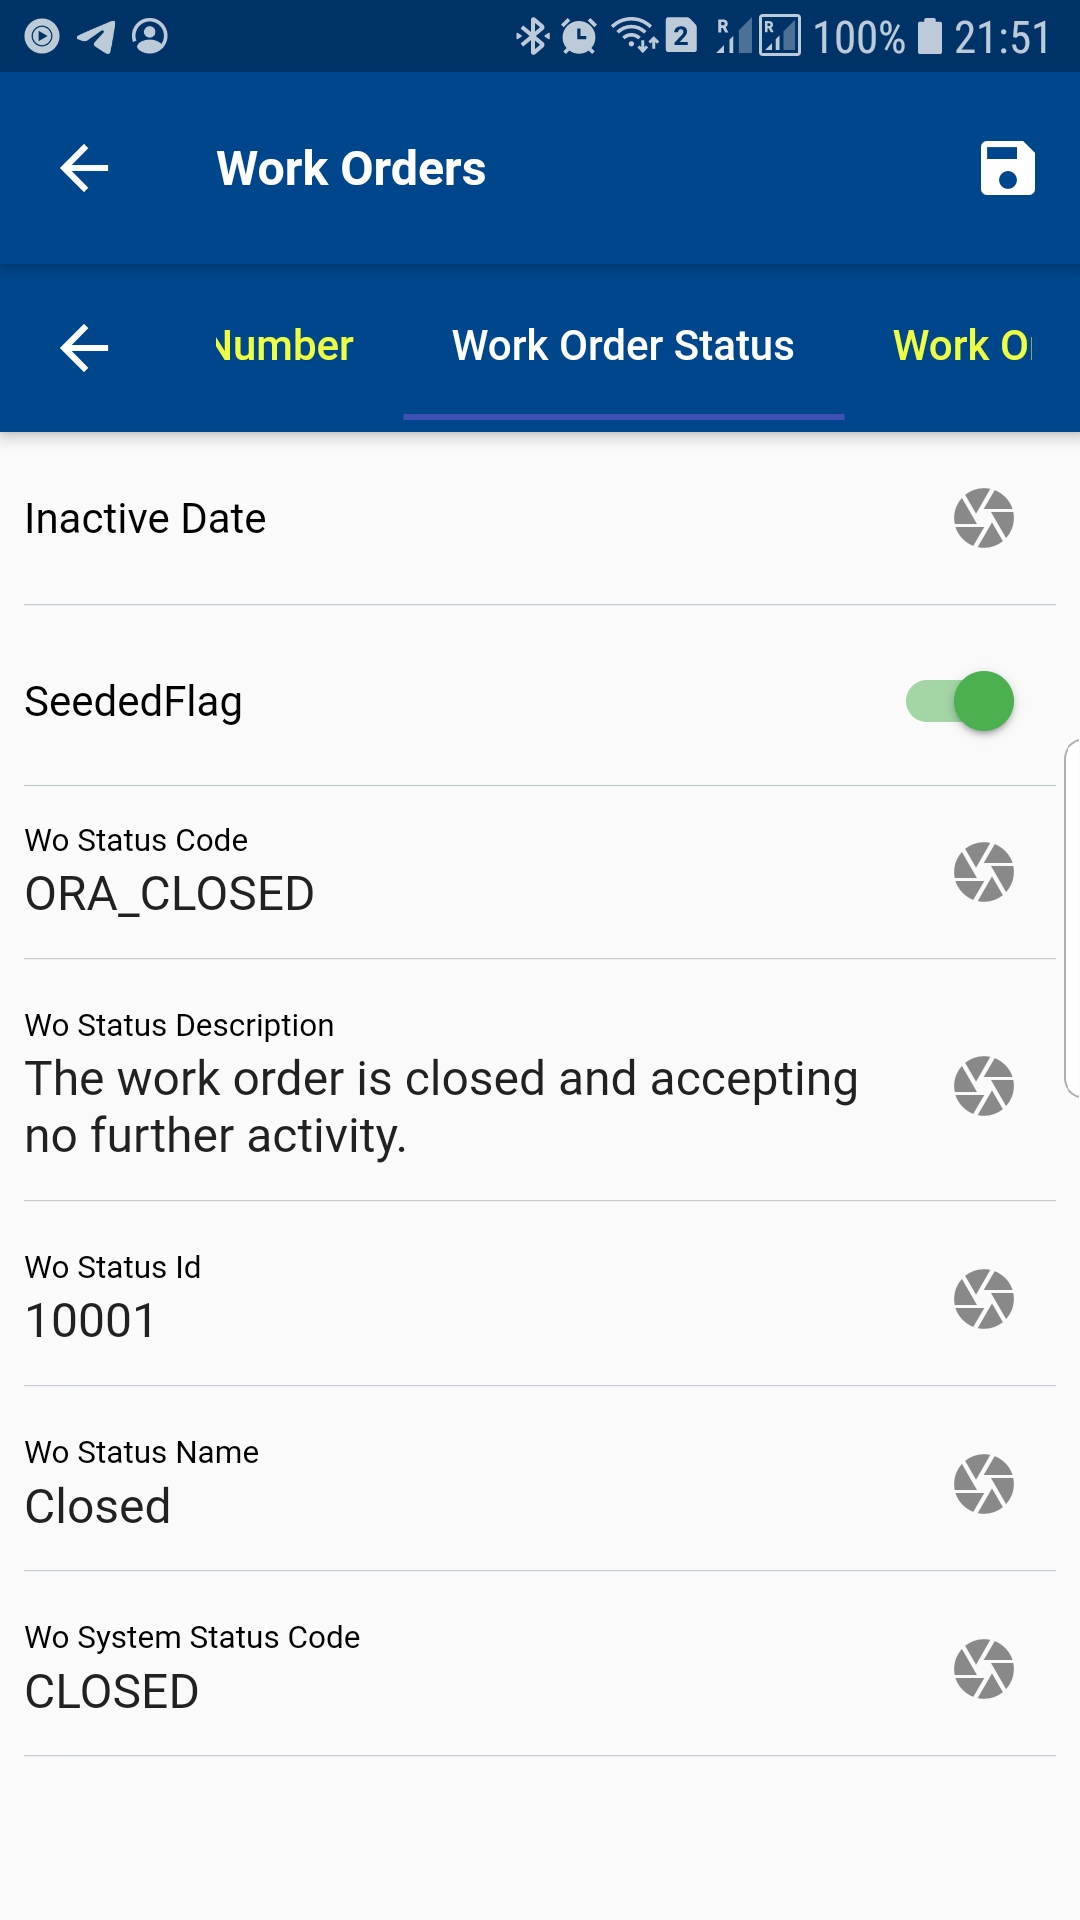 2 R R 100% 21:51
Work Orders
Number Work Order Status Work
Inactive Date
SeededFlag
Wo Status Code
ORA_CLOSED
Wo Status Description
The work order is closed and accepting
no further activity.
Wo Status Id
10001
Wo Status Name
Closed
Wo System Status Code
CLOSED